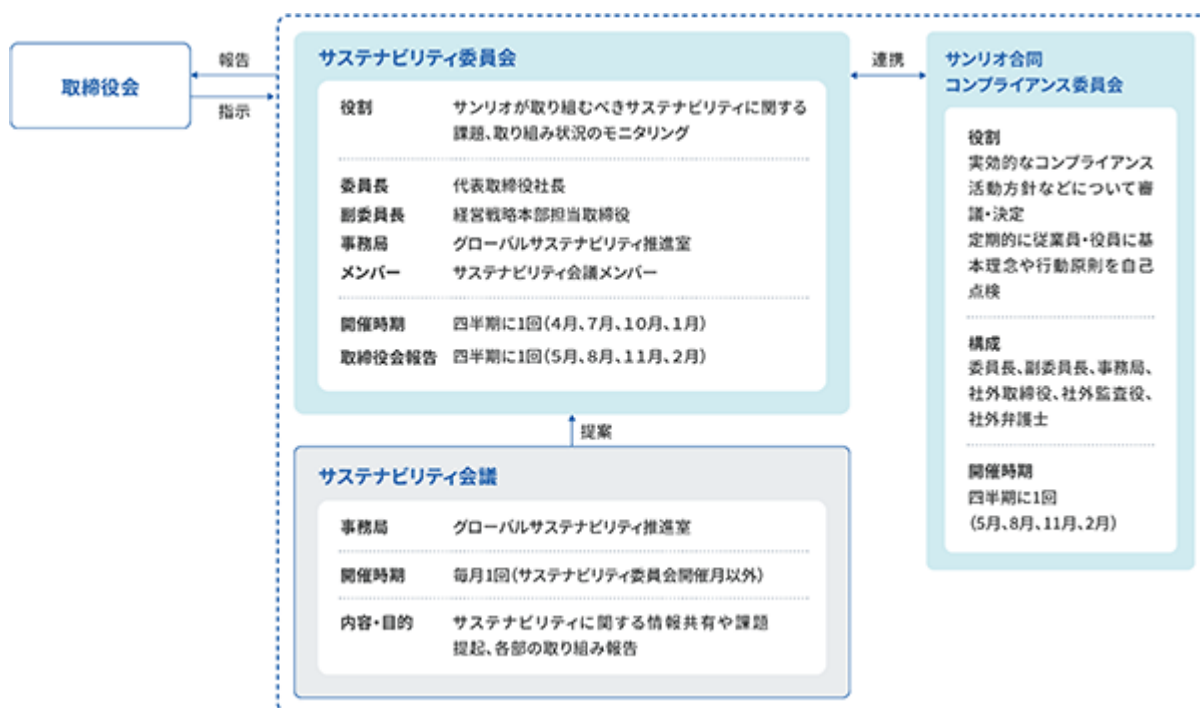 取締役会
報告
指示
サステナビリティ委員会
役割 サンリオが取り組むべきサステナビリティに関する
課題、取り組み状況のモニタリング
委員長 代表取締役社長
副委員長 経営戦略本部担当取締役
事務局 グローバルサステナビリティ推進室
メンバー サステナビリティ会議メンバー
開催時期 四半期に1回(4月、7月、10月、1月)
取締役会報告 四半期に1回(5月、8月、11月、2月)
連携
サンリオ合同
コンプライアンス委員会
役割
実効的なコンプライアンス
活動方針などについて審
議・決定
定期的に従業員・役員に基
本理念や行動原則を自己
点検
構成
委員長、副委員長、事務局、
社外取締役、社外監査役、
社外弁護士
開催時期
四半期に1回
(5月、8月、11月、2月)
提案
サステナビリティ会議
事務局 グローバルサステナビリティ推進室
開催時期 毎月1回(サステナビリティ委員会開催月以外)
内容・目的 サステナビリティに関する情報共有や課題
提起、各部の取り組み報告